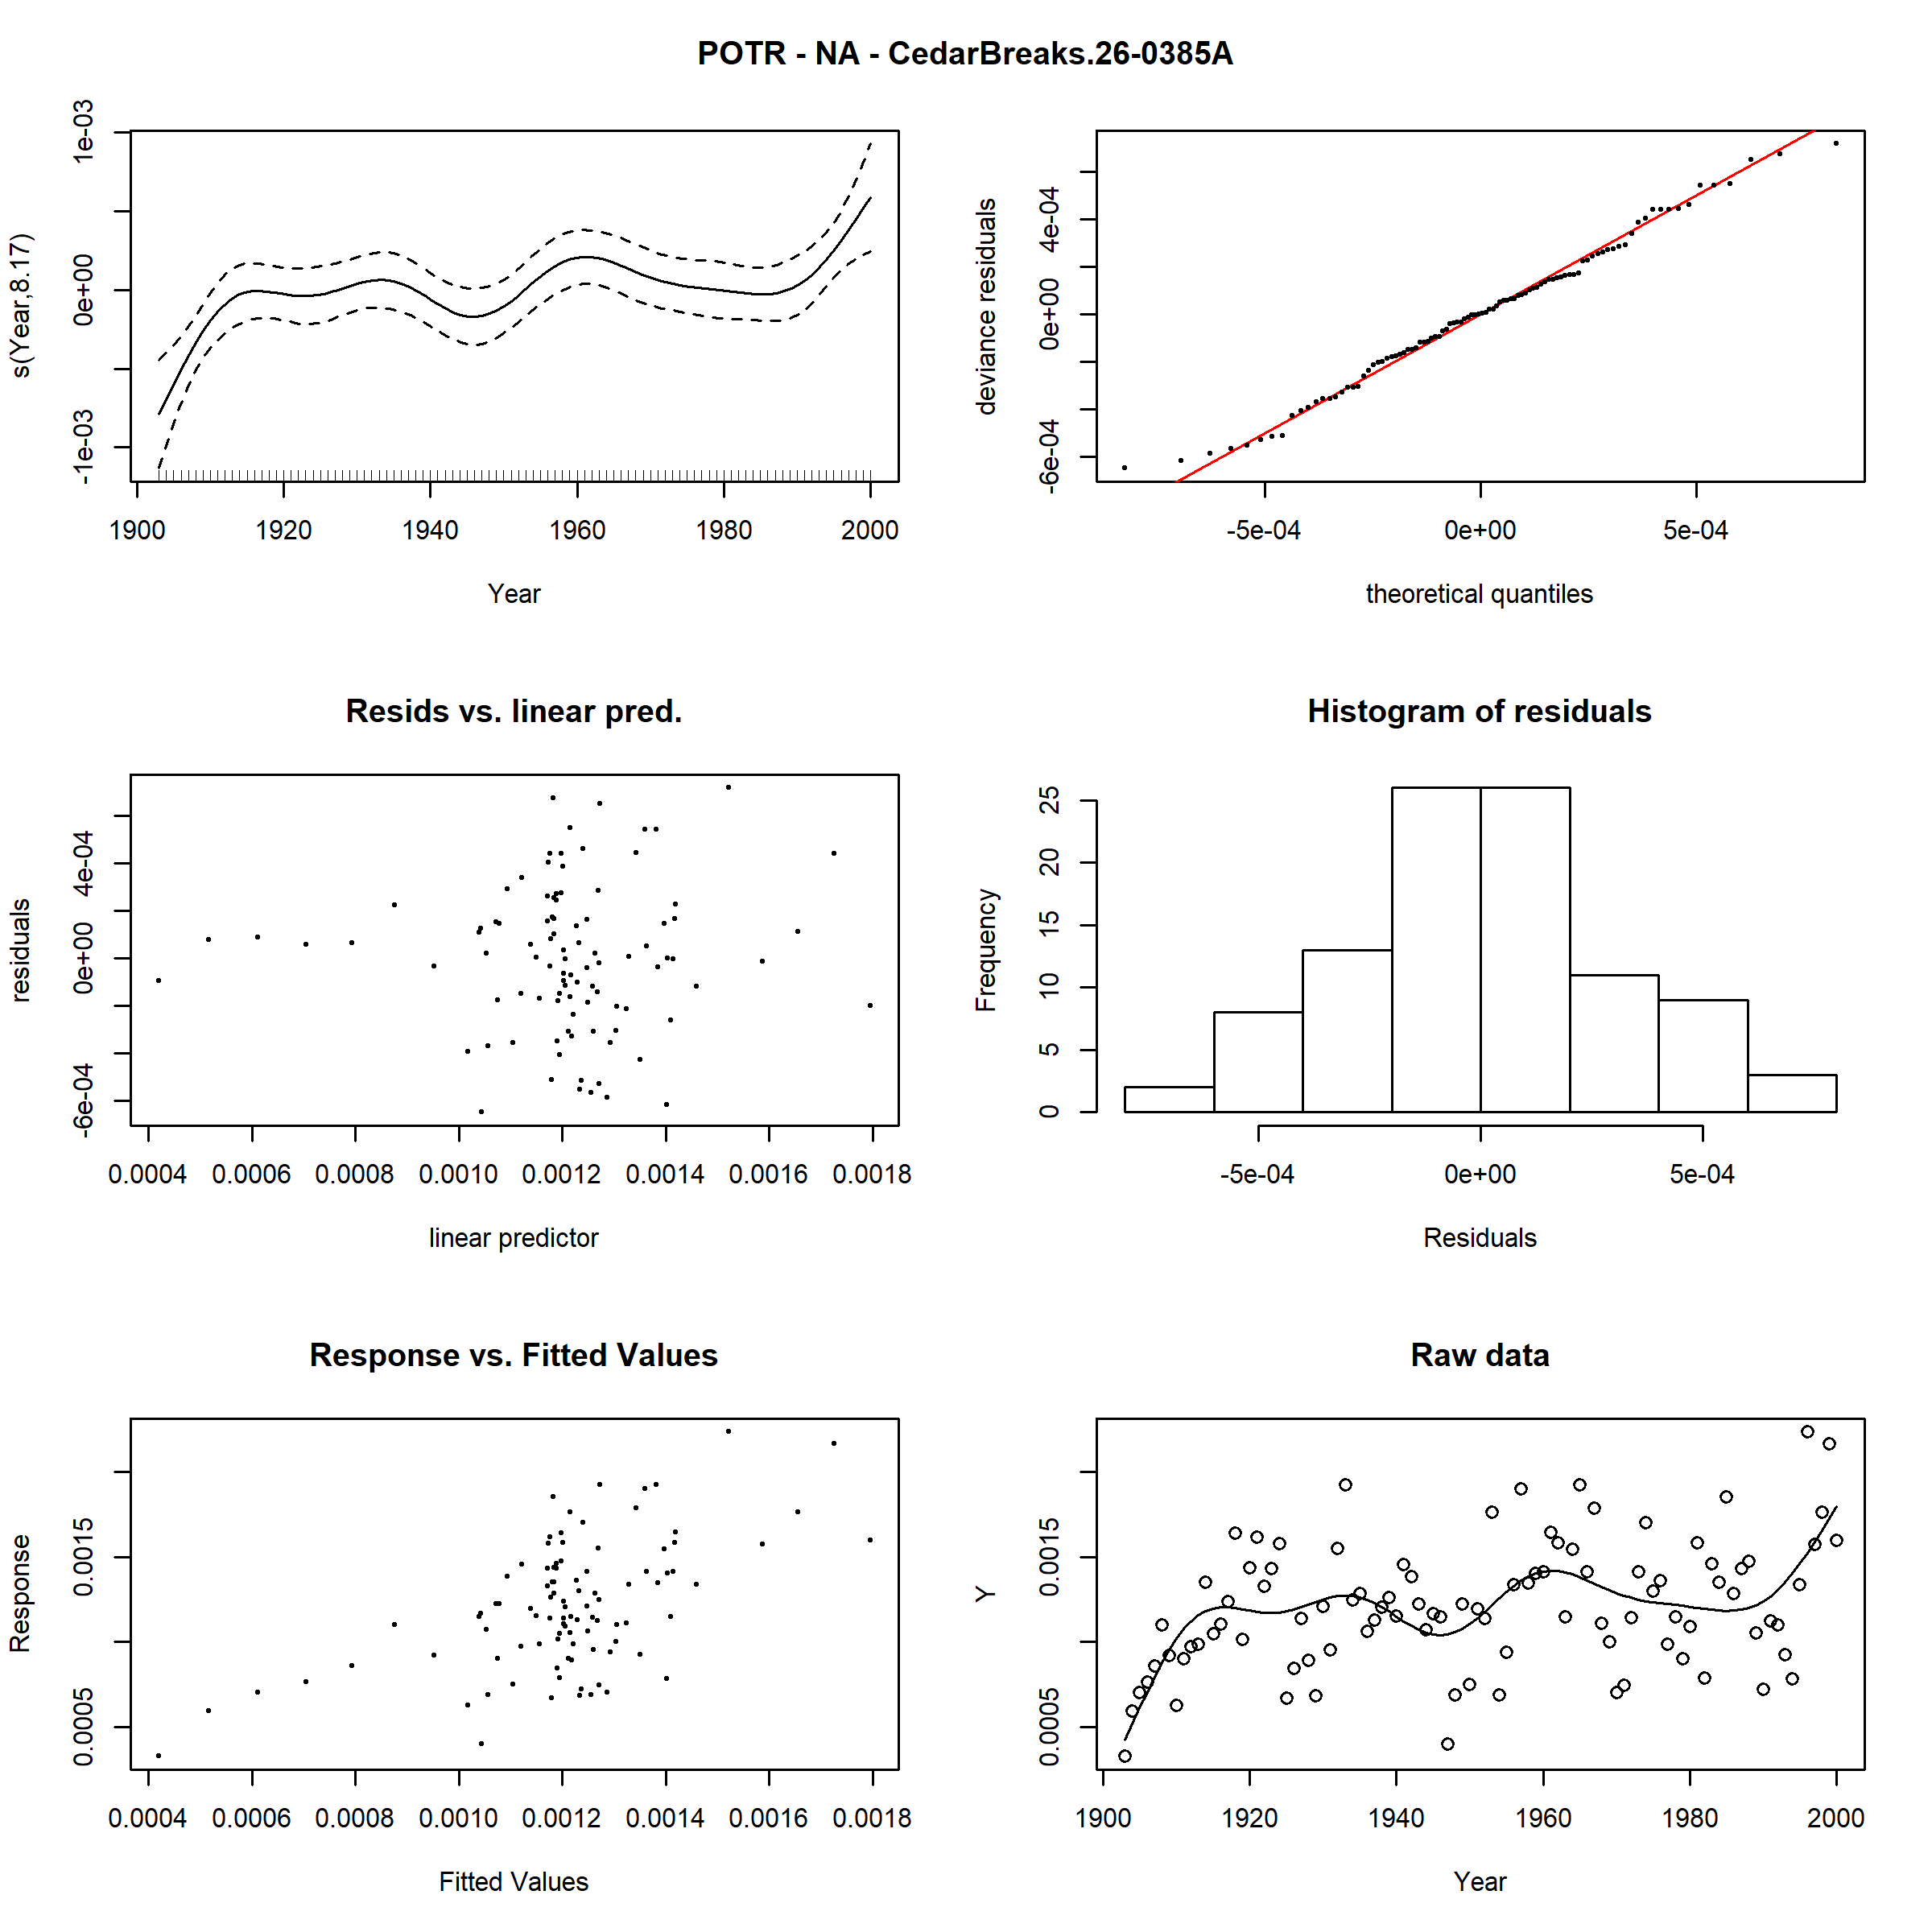 POTR - NA - CedarBreaks.26-0385A
s(Year,8.17)
-1e-03 0e+00 1e-03
1900 1920 1940 1960 1980 2000
Year
deviance residuals
-6e-04 0e+00 4e-04
-5e-04 0e+00 5e-04
theoretical quantiles
Resids vs. linear pred.
residuals
-6e-04 0e+00 4e-04
0.0004 0.0006 0.0008 0.0010 0.0012 0.0014 0.0016 0.0018
linear predictor
Histogram of residuals
Frequency
0 5 10 15 20 25
-5e-04 0e+00 5e-04
Residuals
Response vs. Fitted Values
Response
0.0005 0.0015
0.0004 0.0006 0.0008 0.0010 0.0012 0.0014 0.0016 0.0018
Fitted Values
Raw data
Y
0.0005 0.0015
1900 1920 1940 1960 1980 2000
Year